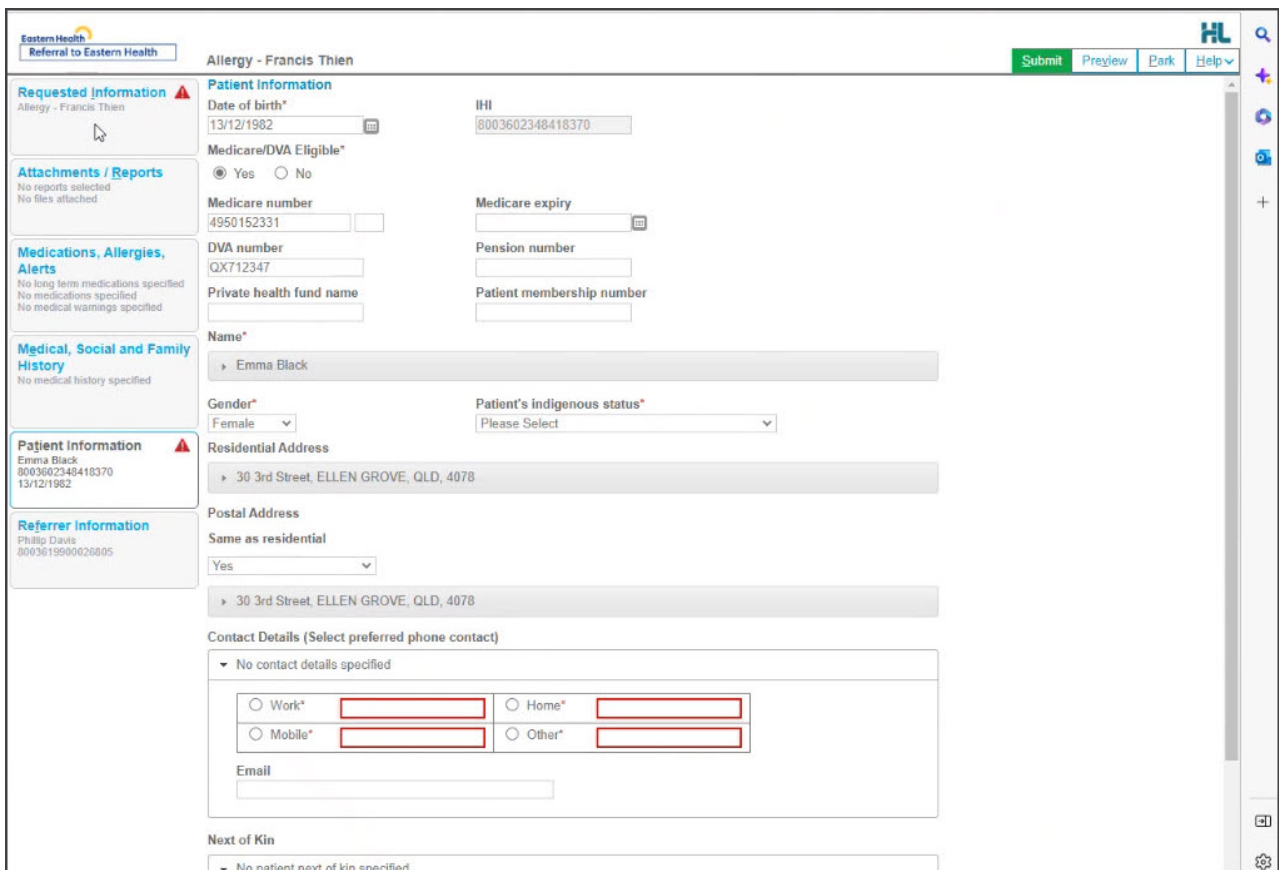 Eastern Health
Referral to Eastern Health
HL
Allergy - Francis Thien
Submit Preview Park Help
Requested Information
Allergy - Francis Thien
Attachments / Reports
No reports selected
No files attached
Medications, Allergies,
Alerts
No long term medications specified
No medications specified
No medical warnings specified
Medical, Social and Family
History
No medical history specified
Patient Information
Emma Black
8003602348418370
13/12/1982
Referrer Information
Phillip Davis
8003619900026805
Patient Information
Date of birth* IHI
13/12/1982 8003602348418370
Medicare/DVA Eligible*
Yes No
Medicare number Medicare expiry
4950152331
DVA number Pension number
QX712347
Private health fund name Patient membership number
Name*
Emma Black
Gender* Patient's indigenous status*
Female Please Select
Residential Address
30 3rd Street, ELLEN GROVE, QLD, 4078
Postal Address
Same as residential
Yes
30 3rd Street, ELLEN GROVE, QLD, 4078
Contact Details (Select preferred phone contact)
No contact details specified
Work* Home*
Mobile* Other*
Email
Next of Kin
No patient next of kin specified